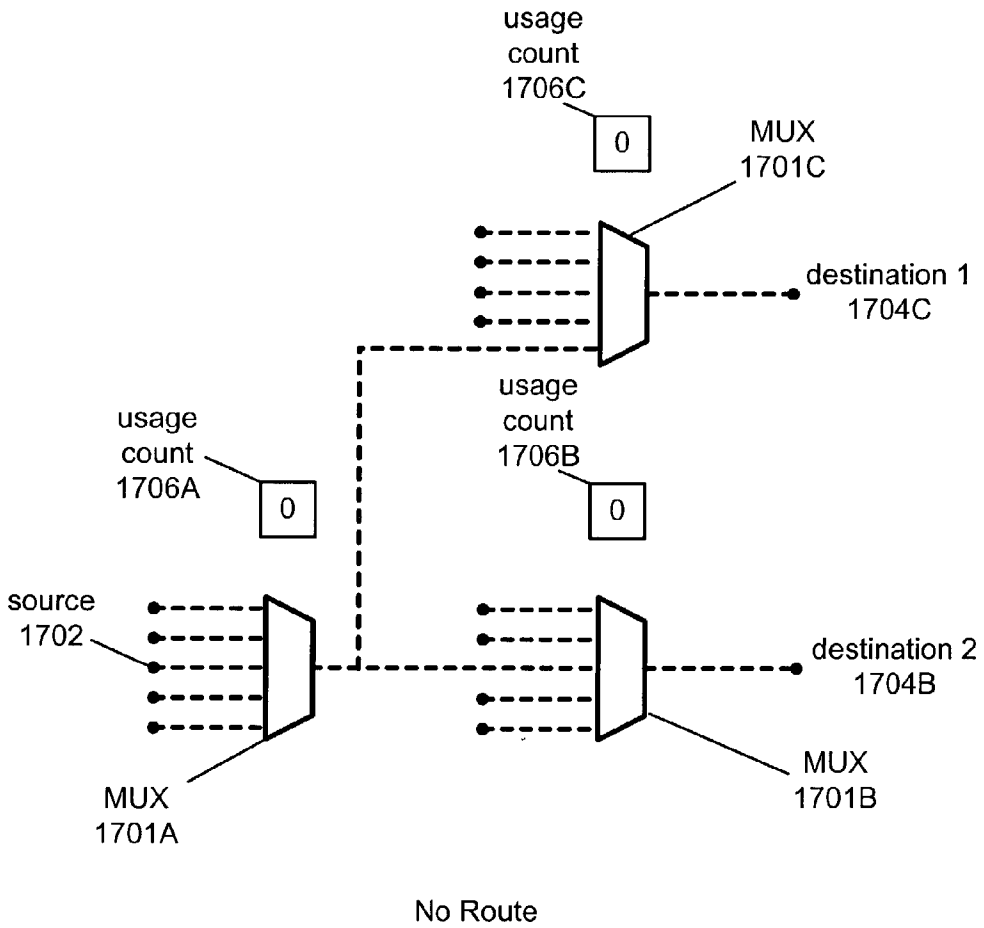 usage
count
1706C
0
MUX
1701C
destination 1
1704C
usage
count
1706B
0
usage
count
1706A
0
source
1702
destination 2
1704B
MUX
1701A
MUX
1701B
No Route